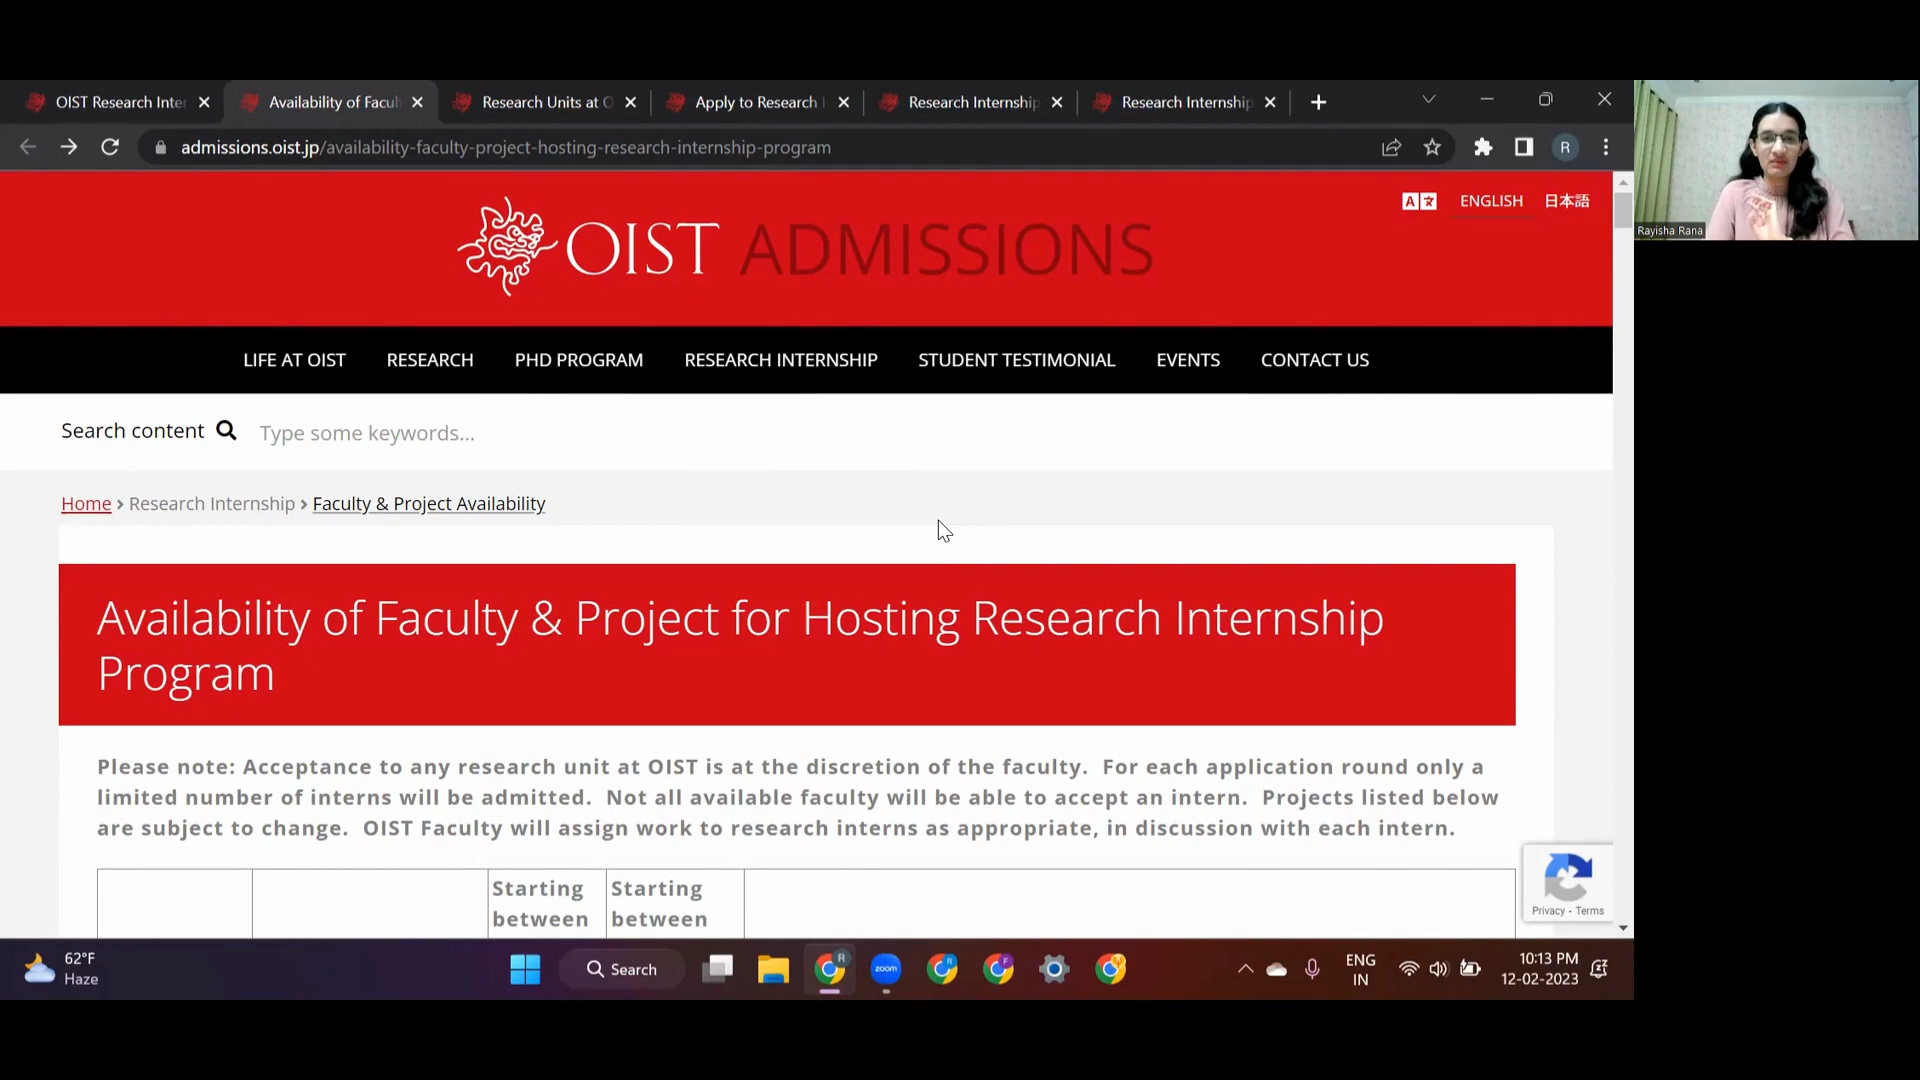 OIST Research Inte
Availability of Facul
Research Units at O
Apply to Research I
Research Internship
Research Internship
admissions.oist.jp/availability-faculty-project-hosting-research-internship-program
R
Rayisha Rana
ENGLISH 日本語
OIST ADMISSIONS
LIFE AT OIST RESEARCH PHD PROGRAM RESEARCH INTERNSHIP STUDENT TESTIMONIAL EVENTS CONTACT US
Search content Type some keywords...
Home > Research Internship > Faculty & Project Availability
Availability of Faculty & Project for Hosting Research Internship
Program
Please note: Acceptance to any research unit at OIST is at the discretion of the faculty. For each application round only a
limited number of interns will be admitted. Not all available faculty will be able to accept an intern. Projects listed below
are subject to change. OIST Faculty will assign work to research interns as appropriate, in discussion with each intern.
Starting
between
Starting
between
Privacy - Terms
62°F
Haze
Search
zoom
ENG
IN
10:13 PM
12-02-2023